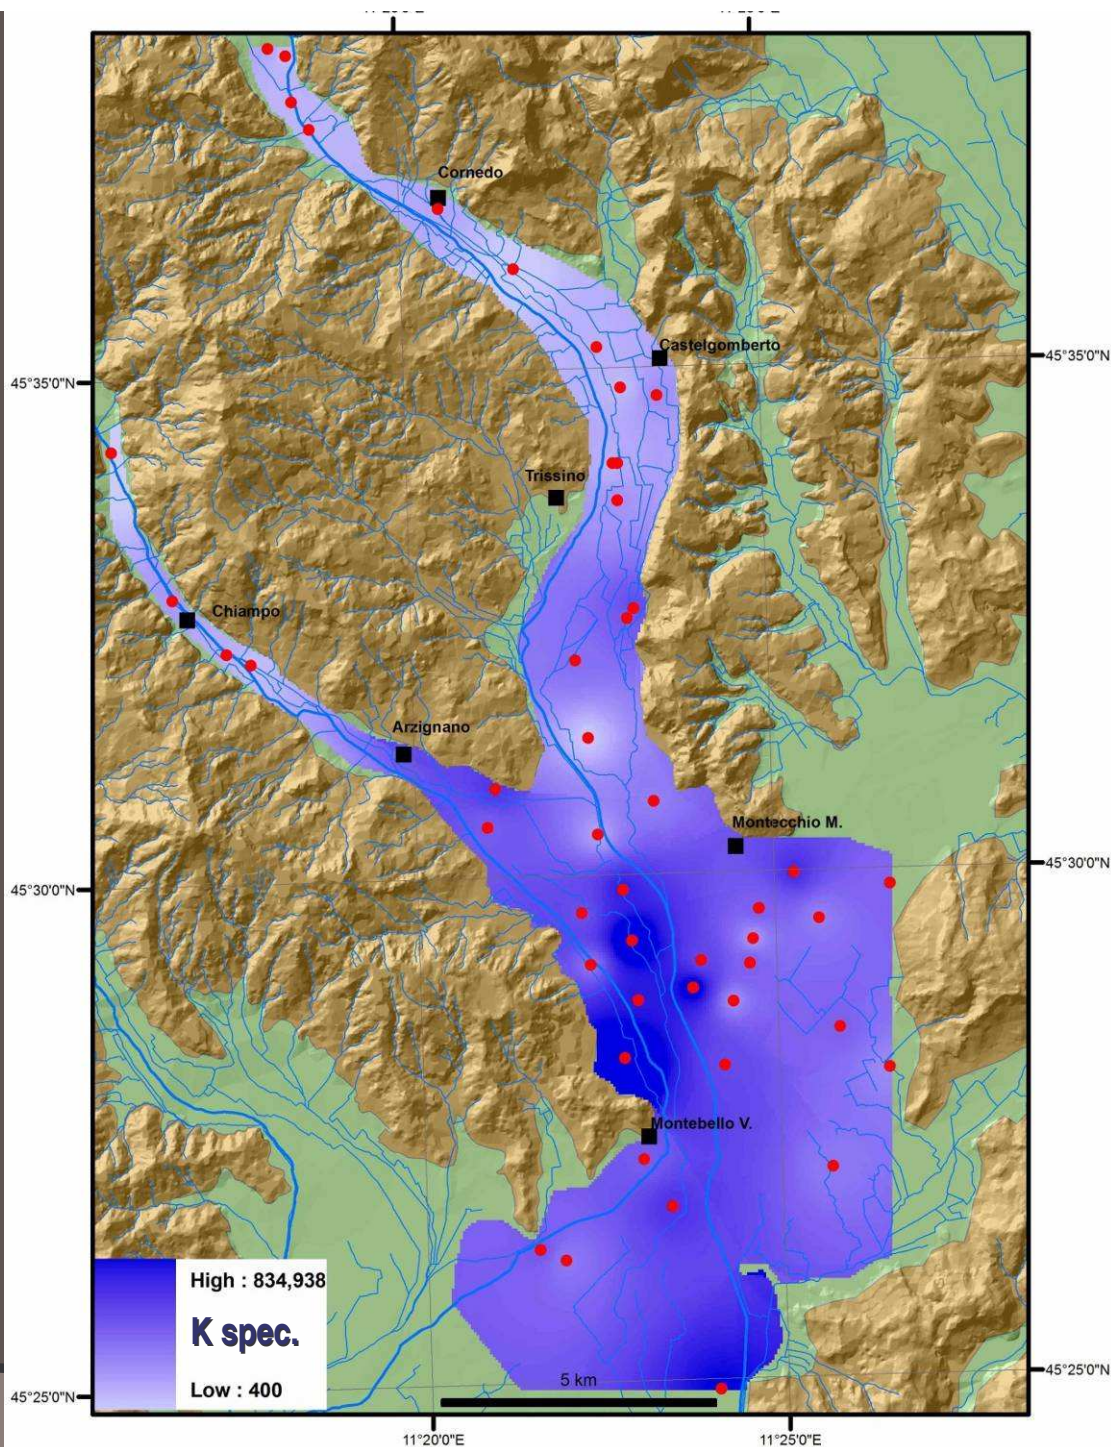 Cornedo
Castelgomberto
45°35'0"N
45°35'0"N
Trissino
Chiampo
Arzignano
Montecchio M.
45°30'0"N
45°30'0"N
Montebello V.
High : 834,938
K spec.
Low : 400
5 km
45°25'0"N
45°25'0"N
11°20'0"E
11°25'0"E